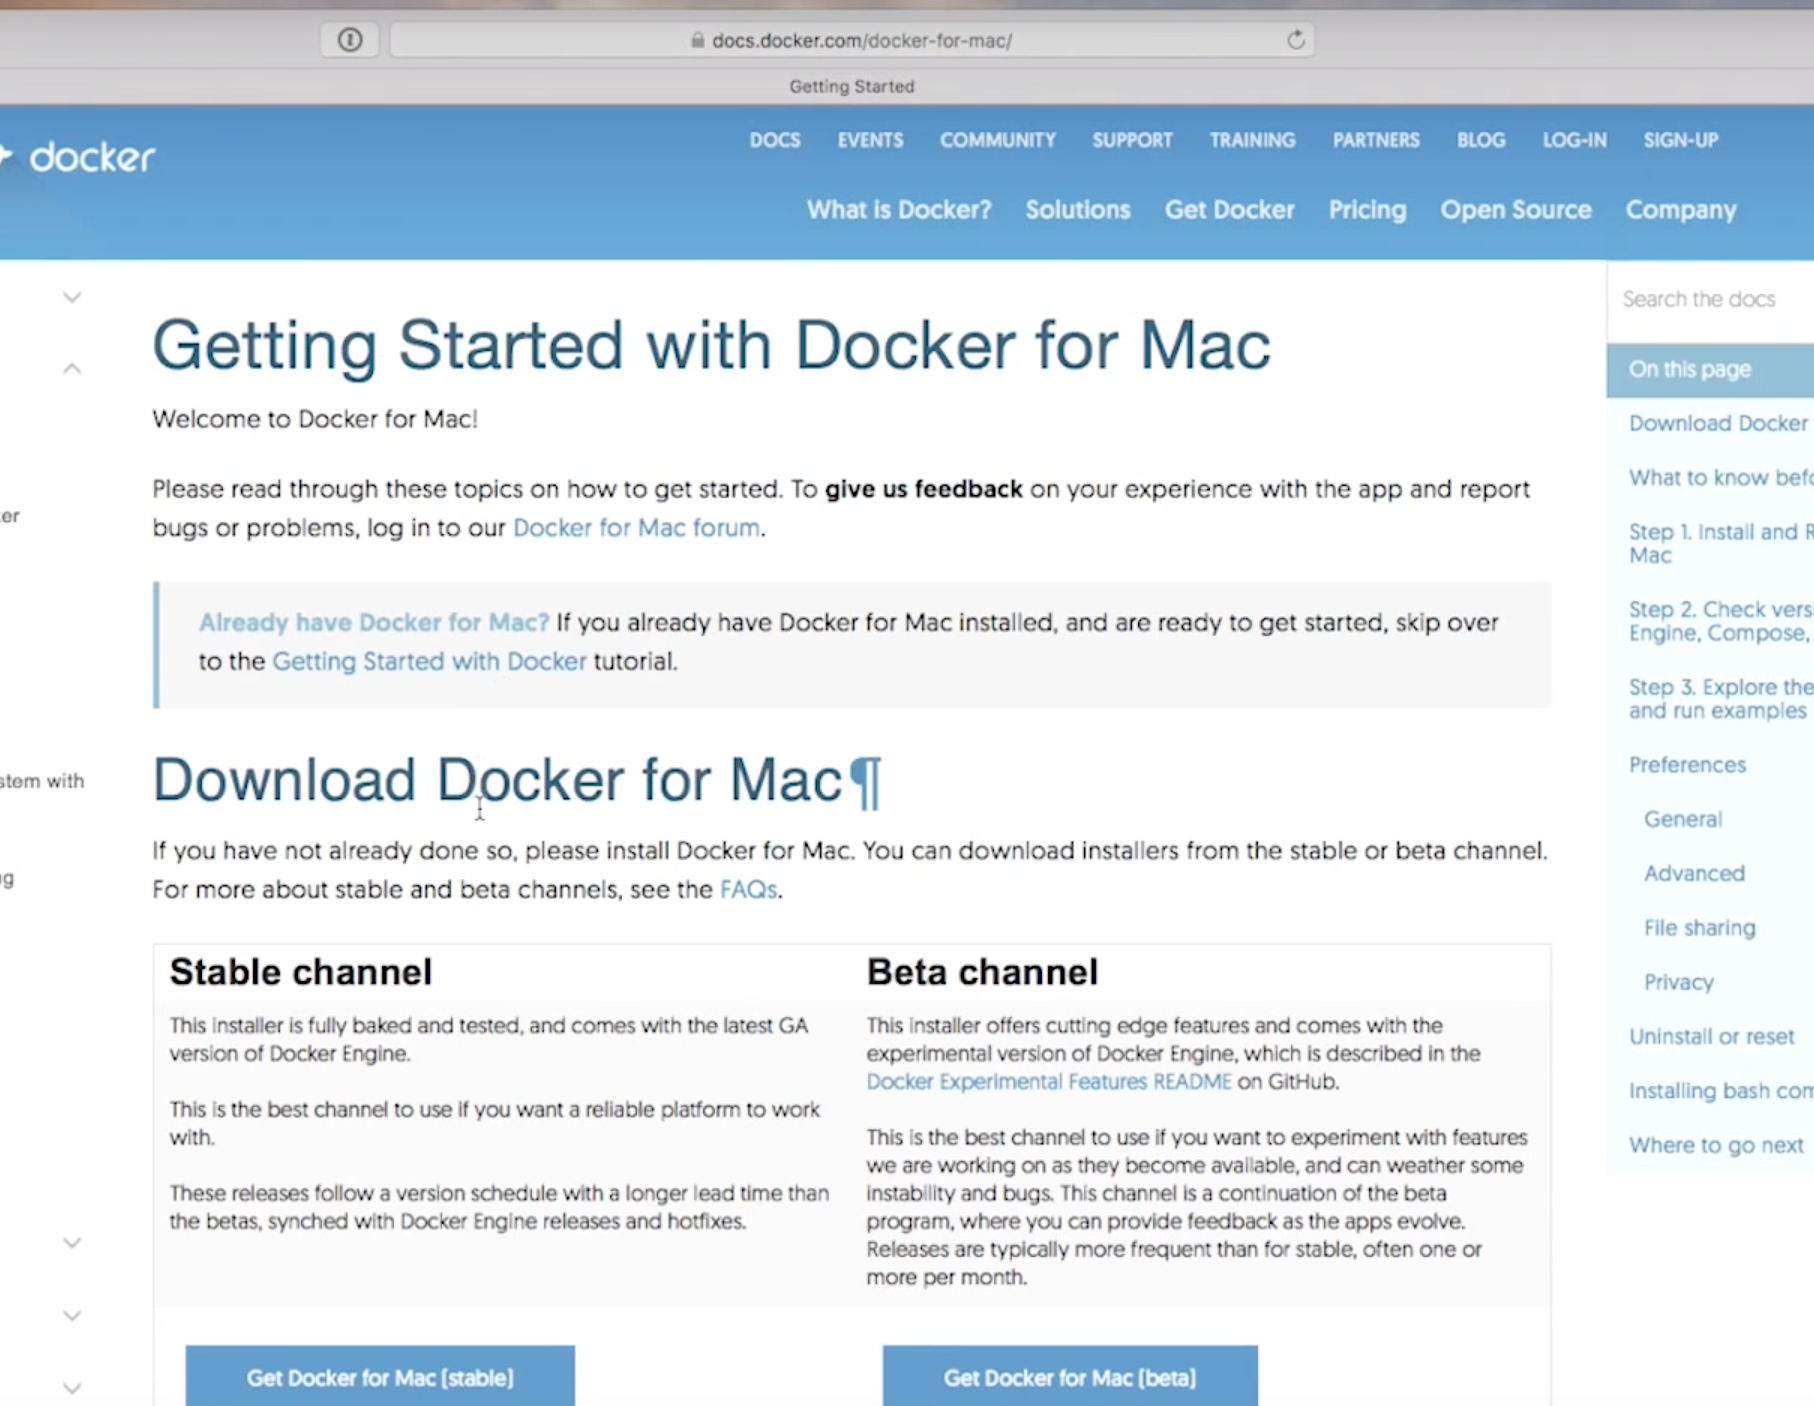 docs.docker.com/docker-for-mac/
Getting Started
docker
DOCS EVENTS COMMUNITY SUPPORT TRAINING PARTNERS BLOG LOG-IN SIGN-UP
What is Docker? Solutions Get Docker Pricing Open Source Company
Getting Started with Docker for Mac
Welcome to Docker for Mac!
Please read through these topics on how to get started. To give us feedback on your experience with the app and report
bugs or problems, log in to our Docker for Mac forum.
Already have Docker for Mac? If you already have Docker for Mac installed, and are ready to get started, skip over
to the Getting Started with Docker tutorial.
Download Docker for Mac¶
If you have not already done so, please install Docker for Mac. You can download installers from the stable or beta channel.
For more about stable and beta channels, see the FAQs.
Stable channel
This installer is fully baked and tested, and comes with the latest GA
version of Docker Engine.
This is the best channel to use if you want a reliable platform to work
with.
These releases follow a version schedule with a longer lead time than
the betas, synched with Docker Engine releases and hotfixes.
Get Docker for Mac (stable)
Beta channel
This installer offers cutting edge features and comes with the
experimental version of Docker Engine, which is described in the
Docker Experimental Features README on GitHub.
This is the best channel to use if you want to experiment with features
we are working on as they become available, and can weather some
instability and bugs. This channel is a continuation of the beta
program, where you can provide feedback as the apps evolve.
Releases are typically more frequent than for stable, often one or
more per month.
Get Docker for Mac (beta)
Search the docs
On this page
Download Docker
What to know befo
Step 1. Install and R
Mac
Step 2. Check versi
Engine, Compose,
Step 3. Explore the
and run examples
Preferences
General
Advanced
File sharing
Privacy
Uninstall or reset
Installing bash com
Where to go next
er
stem with
g